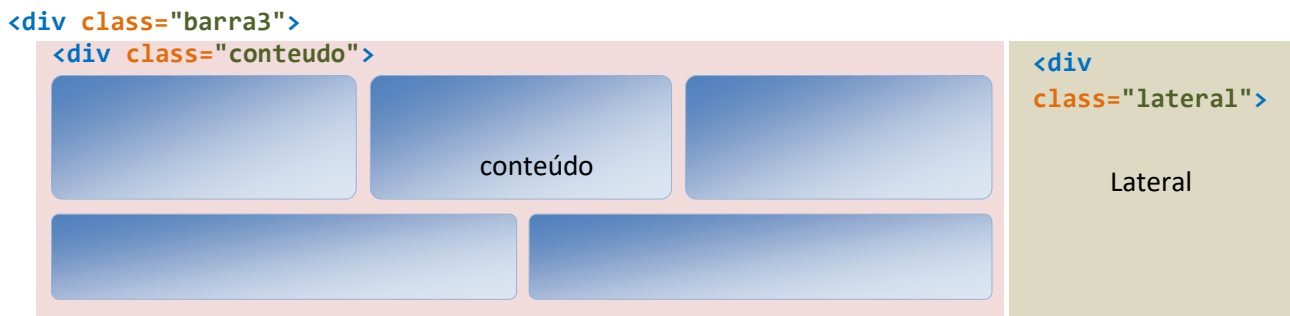 <div class="barra3">
<div class="conteudo">
<div
class="lateral">
conteúdo
Lateral